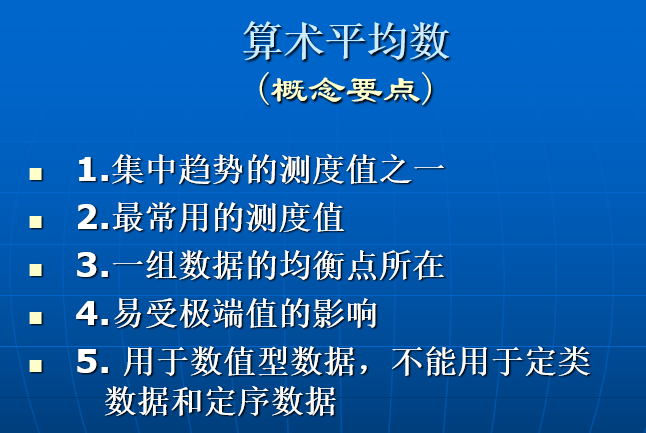 算术平均数
(概念要点)
1.集中趋势的测度值之一
2.最常用的测度值
3.一组数据的均衡点所在
4.易受极端值的影响
5. 用于数值型数据，不能用于定类
数据和定序数据